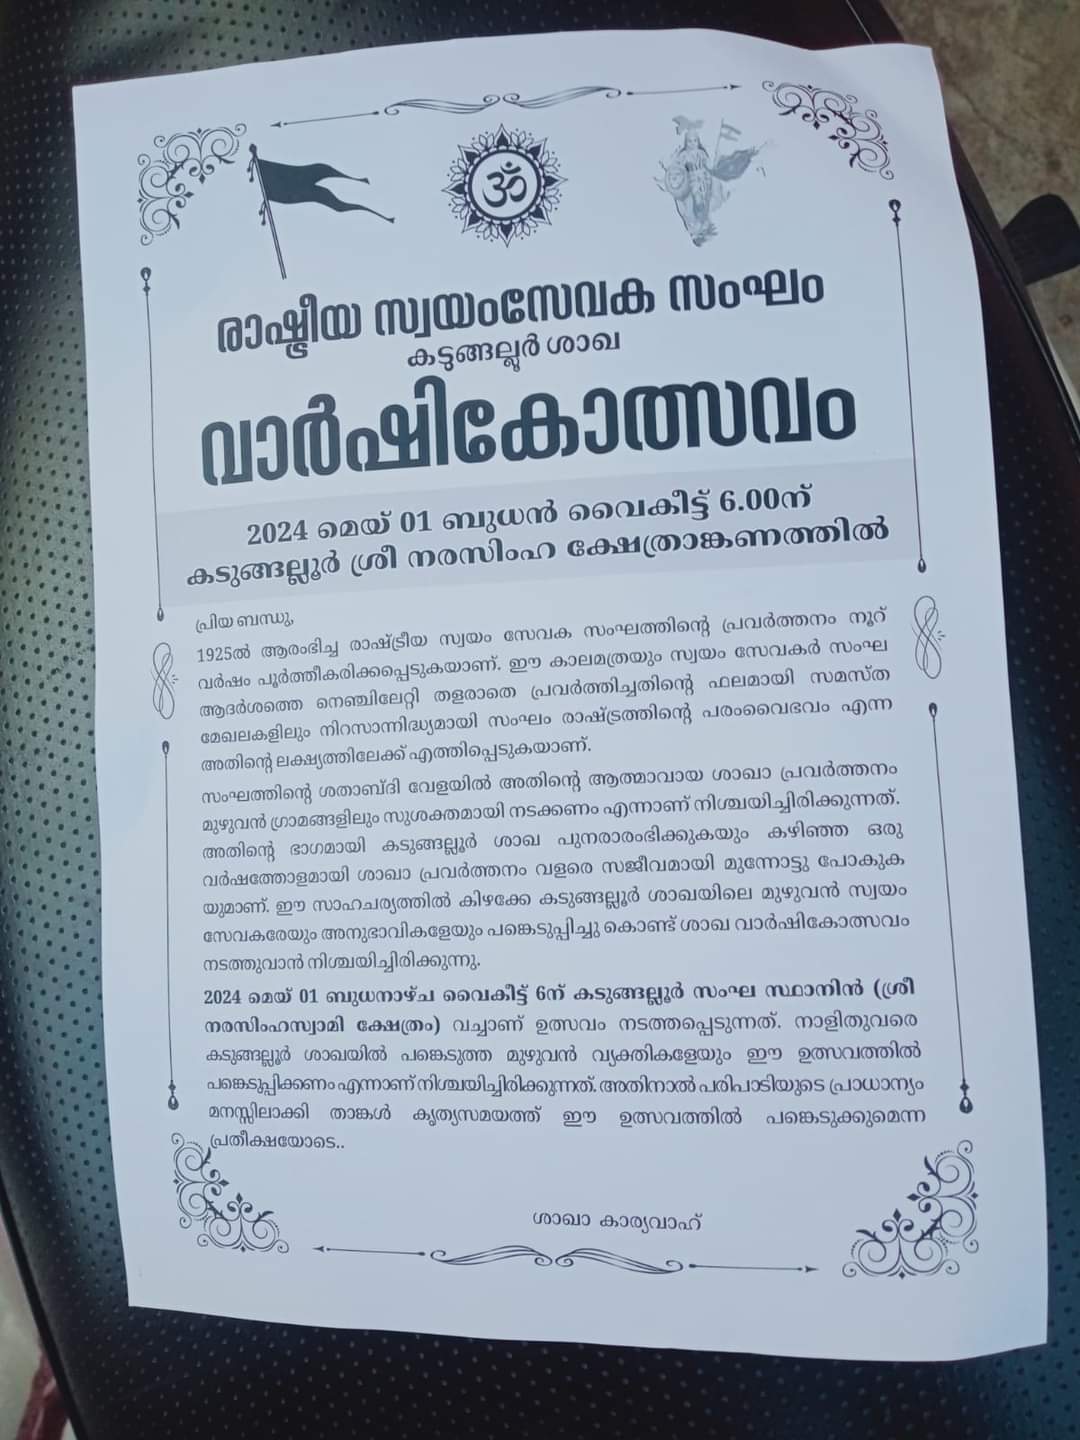 ॐ
രാഷ്ട്രീയ സ്വയംസേവക സംഘം
കടുങ്ങല്ലൂർ ശാഖ
വാർഷികോത്സവം
2024 മെയ് 01 ബുധൻ വൈകീട്ട് 6.00ന്
കടുങ്ങല്ലൂർ ശ്രീ നരസിംഹ ക്ഷേത്രാങ്കണത്തിൽ
പ്രിയ ബന്ധു,
1925ൽ ആരംഭിച്ച രാഷ്ട്രീയ സ്വയം സേവക സംഘത്തിന്റെ പ്രവർത്തനം നൂറ്
വർഷം പൂർത്തീകരിക്കപ്പെടുകയാണ്. ഈ കാലമത്രയും സ്വയം സേവകർ സംഘ
ആദർശത്തെ നെഞ്ചിലേറ്റി തളരാതെ പ്രവർത്തിച്ചതിന്റെ ഫലമായി സമസ്ത
മേഖലകളിലും നിറസാന്നിദ്ധ്യമായി സംഘം രാഷ്ട്രത്തിന്റെ പരംവൈഭവം എന്ന
അതിന്റെ ലക്ഷ്യത്തിലേക്ക് എത്തിപ്പെടുകയാണ്.
സംഘത്തിന്റെ ശതാബ്ദി വേളയിൽ അതിന്റെ ആത്മാവായ ശാഖാ പ്രവർത്തനം
മുഴുവൻ ഗ്രാമങ്ങളിലും സുശക്തമായി നടക്കണം എന്നാണ് നിശ്ചയിച്ചിരിക്കുന്നത്.
അതിന്റെ ഭാഗമായി കടുങ്ങല്ലൂർ ശാഖ പുനരാരംഭിക്കുകയും കഴിഞ്ഞ ഒരു
വർഷത്തോളമായി ശാഖാ പ്രവർത്തനം വളരെ സജീവമായി മുന്നോട്ടു പോകുക
യുമാണ്. ഈ സാഹചര്യത്തിൽ കിഴക്കേ കടുങ്ങല്ലൂർ ശാഖയിലെ മുഴുവൻ സ്വയം
സേവകരേയും അനുഭാവികളേയും പങ്കെടുപ്പിച്ചു കൊണ്ട് ശാഖ വാർഷികോത്സവം
നടത്തുവാൻ നിശ്ചയിച്ചിരിക്കുന്നു.
2024 മെയ് 01 ബുധനാഴ്ച വൈകീട്ട് 6ന് കടുങ്ങല്ലൂർ സംഘ സ്ഥാനിൻ (ശ്രീ
നരസിംഹസ്വാമി ക്ഷേത്രം) വച്ചാണ് ഉത്സവം നടത്തപ്പെടുന്നത്. നാളിതുവരെ
കടുങ്ങല്ലൂർ ശാഖയിൽ പങ്കെടുത്ത മുഴുവൻ വ്യക്തികളേയും ഈ ഉത്സവത്തിൽ
പങ്കെടുപ്പിക്കണം എന്നാണ് നിശ്ചയിച്ചിരിക്കുന്നത്. അതിനാൽ പരിപാടിയുടെ പ്രാധാന്യം
മനസ്സിലാക്കി താങ്കൾ കൃത്യസമയത്ത് ഈ ഉത്സവത്തിൽ പങ്കെടുക്കുമെന്ന
പ്രതീക്ഷയോടെ..
ശാഖാ കാര്യവാഹ്